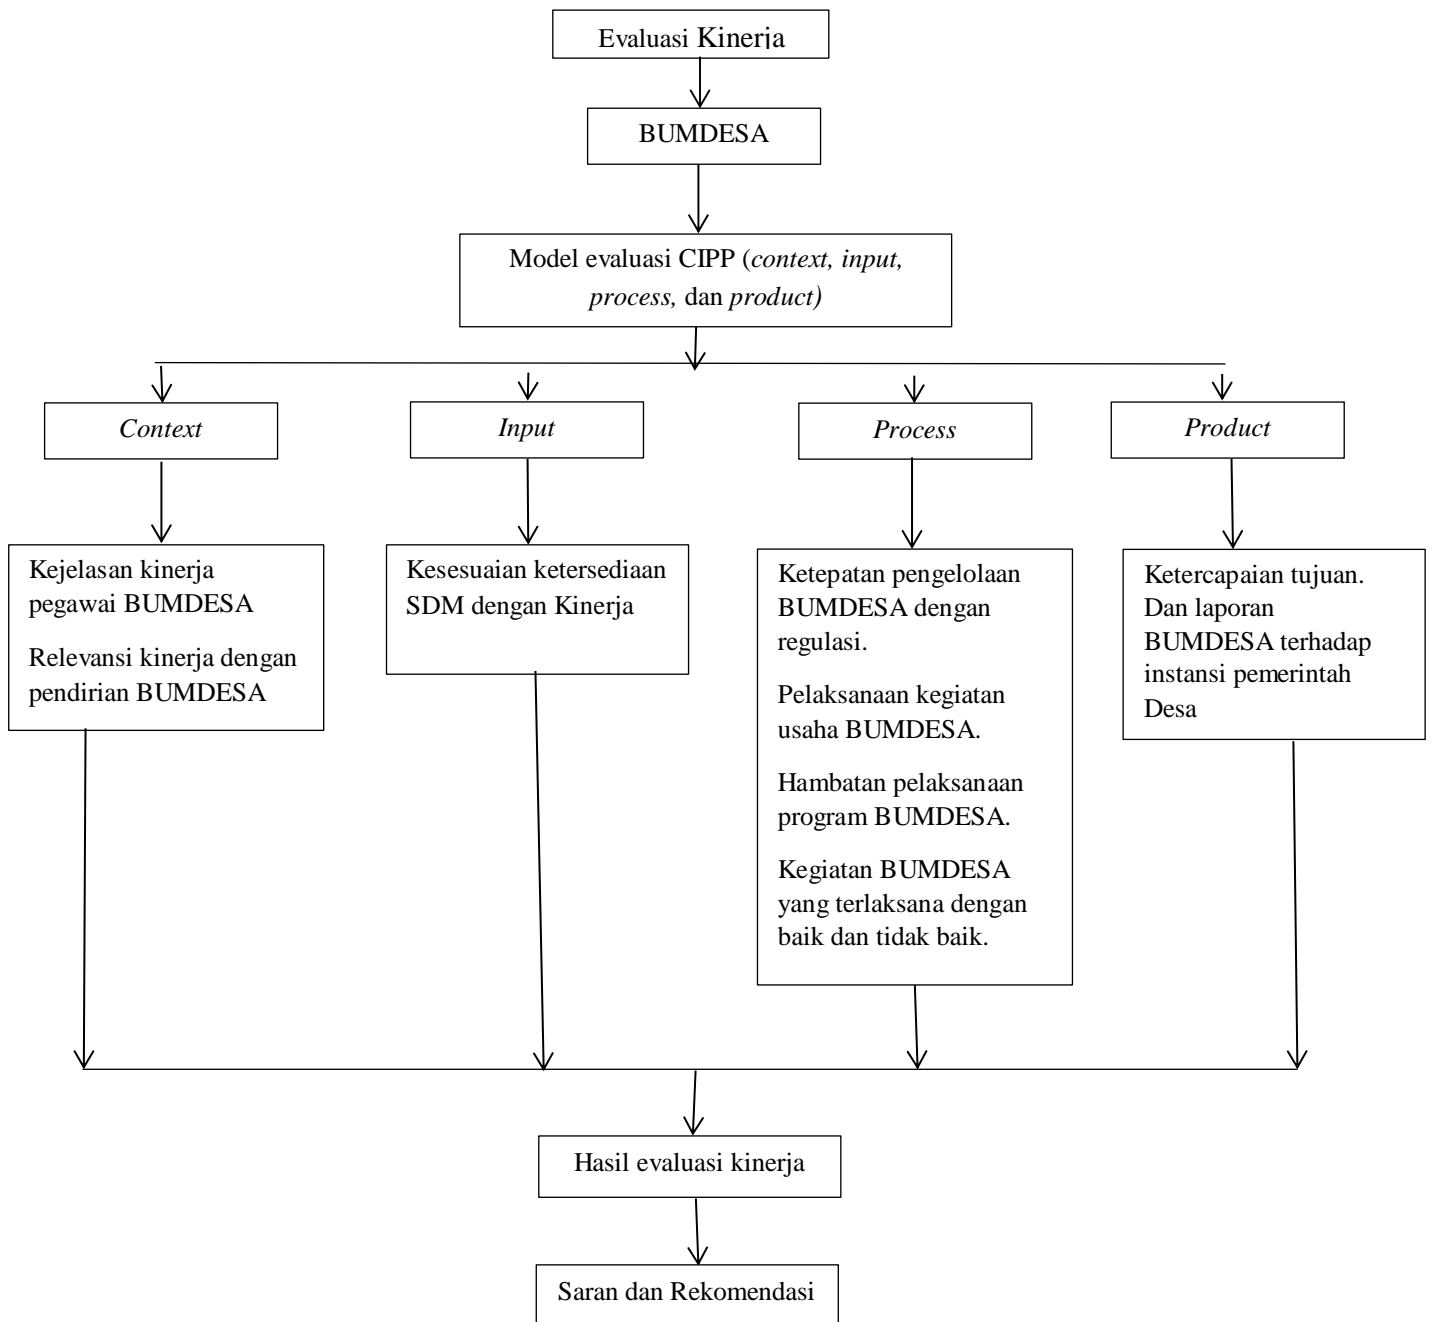 Evaluasi Kinerja
BUMDESA
Model evaluasi CIPP (context, input,
process, dan product)
Context
Input
Process
Product
Kejelasan kinerja
pegawai BUMDESA
Relevansi kinerja dengan
pendirian BUMDESA
Kesesuaian ketersediaan
SDM dengan Kinerja
Ketepatan pengelolaan
BUMDESA dengan
regulasi.
Pelaksanaan kegiatan
usaha BUMDESA.
Hambatan pelaksanaan
program BUMDESA.
Kegiatan BUMDESA
yang terlaksana dengan
baik dan tidak baik.
Ketercapaian tujuan.
Dan laporan
BUMDESA terhadap
instansi pemerintah
Desa
Hasil evaluasi kinerja
Saran dan Rekomendasi